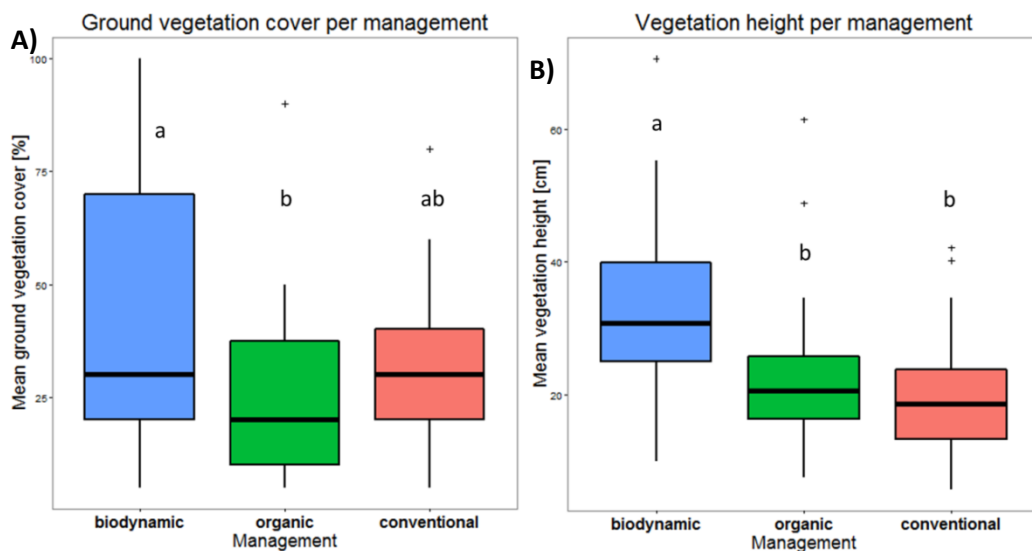 A)
Ground vegetation cover per management
Mean ground vegetation cover [%]
100
75
50
25
a
b
ab
biodynamic organic conventional
Management
B)
Vegetation height per management
Mean vegetation height [cm]
60
40
20
a
b
b
biodynamic organic conventional
Management